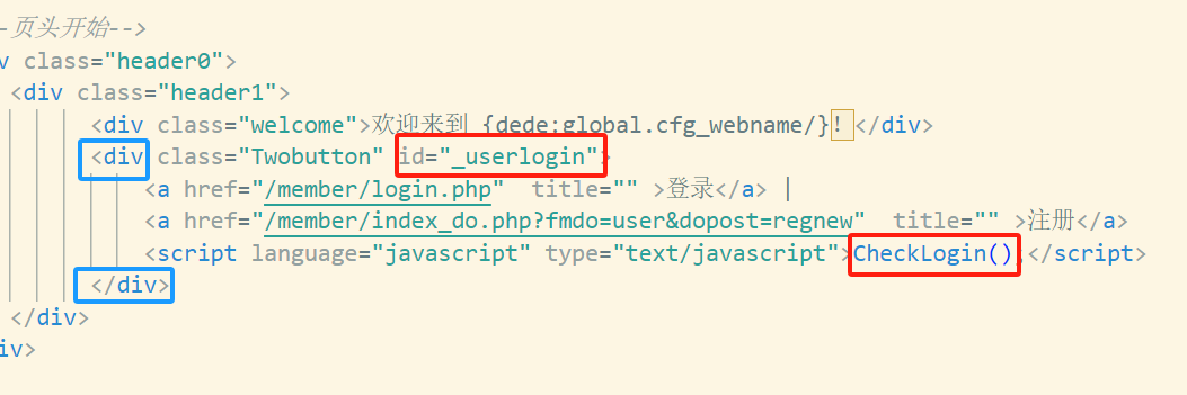 -页头开始-->
v class="header0">
<div class="header1">
<div class="welcome">欢迎来到 {dede:global.cfg_webname/}！</div>
<div class="Twobutton" id="_userlogin">
<a href="/member/login.php"  title="" >登录</a> |
<a href="/member/index_do.php?fmdo=user&dopost=regnew"  title="" >注册</a>
<script language="javascript" type="text/javascript">CheckLogin();</script>
</div>
</div>
iv>